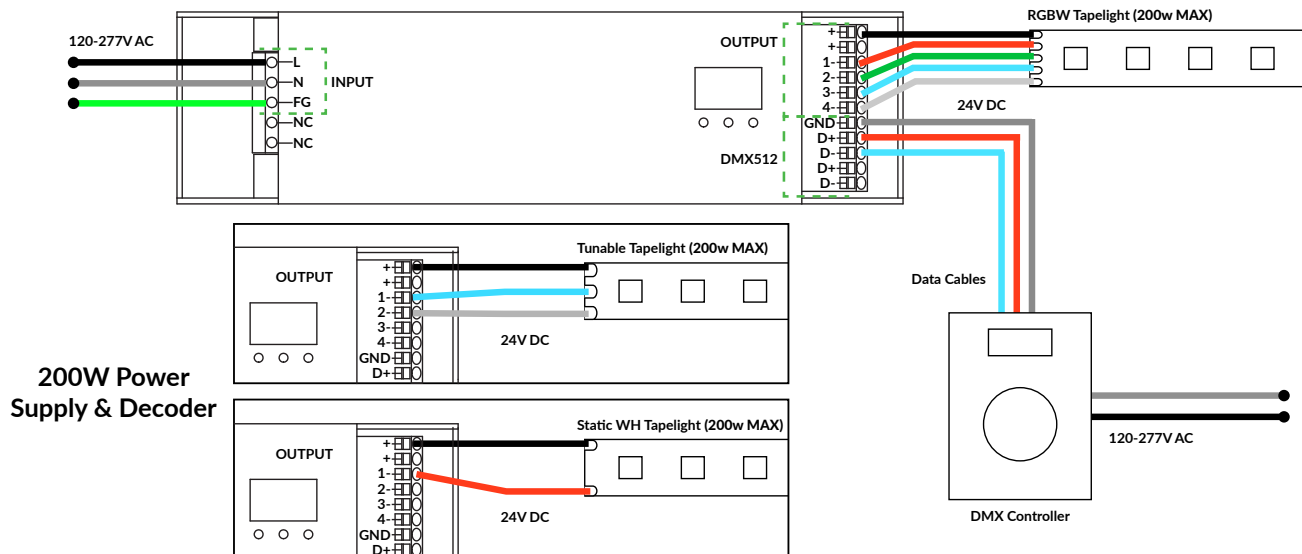 RGBW Tapelight (200w MAX)
120-277V AC
L
N
FG
NC
NC
INPUT
OUTPUT
DMX512
+
+
1-
2-
3-
4-
GND
D+
D-
D+
D-
24V DC
Tunable Tapelight (200w MAX)
OUTPUT
+
+
1-
2-
3-
4-
GND
D+
24V DC
Data Cables
200W Power
Supply & Decoder
Static WH Tapelight (200w MAX)
OUTPUT
+
+
1-
2-
3-
4-
GND
D+
24V DC
120-277V AC
DMX Controller